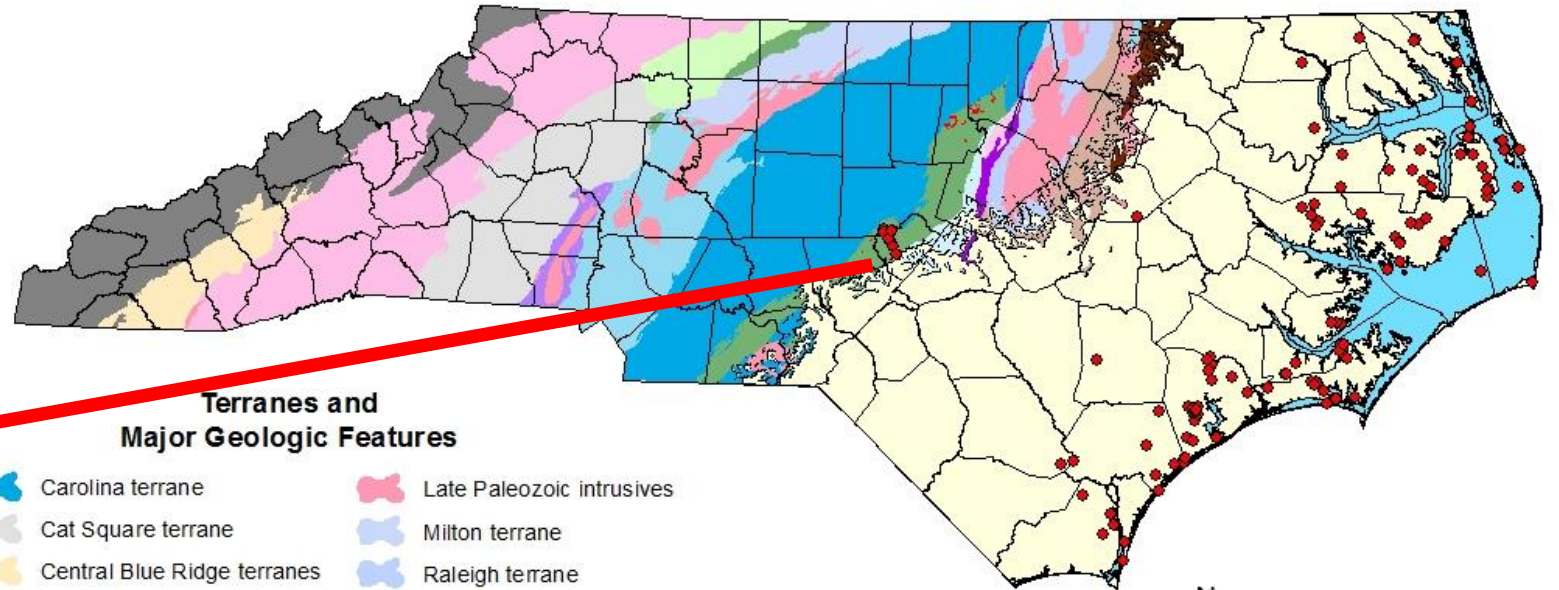 Terranes and
Major Geologic Features
Carolina terrane
Cat Square terrane
Central Blue Ridge terranes
Late Paleozoic intrusives
Milton terrane
Raleigh terrane